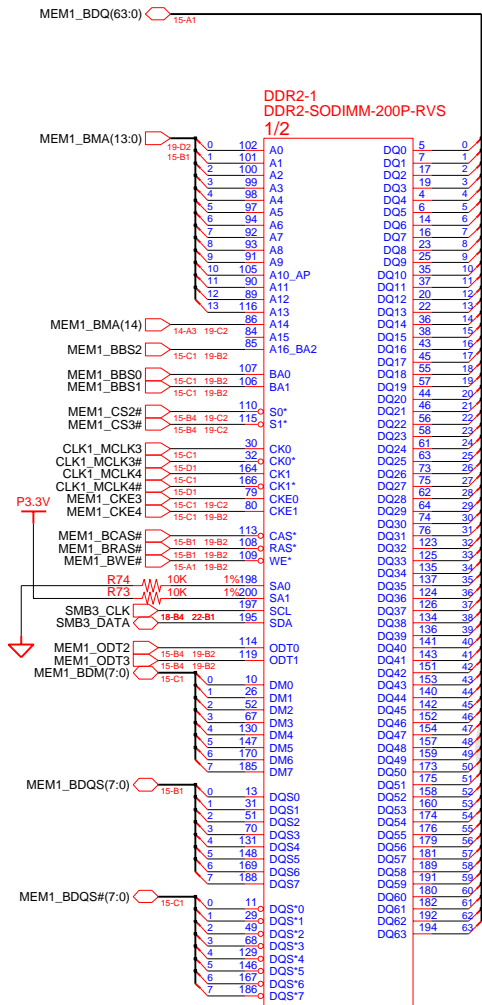 MEM1_BDQ(63:0)
15-A1
DDR2-1
DDR2-SODIMM-200P-RVS
1/2
MEM1_BMA(13:0)
19-D2
15-B1
0 102 A0
1 101 A1
2 100 A2
3 99 A3
4 98 A4
5 97 A5
6 94 A6
7 92 A7
8 93 A8
9 91 A9
10 105 A10_AP
11 90 A11
12 89 A12
13 116 A13
MEM1_BMA(14) 14-A3 19-C2 86 A14
84 A15
MEM1_BBS2 15-C1 19-B2 85 A16_BA2
MEM1_BBS0 15-C1 19-B2 107 BA0
MEM1_BBS1 15-C1 19-B2 106 BA1
MEM1_CS2# 15-B4 19-C2 110 S0*
MEM1_CS3# 15-B4 19-C2 115 S1*
CLK1_MCLK3 15-C1 30 CK0
CLK1_MCLK3# 15-D1 32 CK0*
CLK1_MCLK4 15-C1 164 CK1
CLK1_MCLK4# 15-D1 166 CK1*
MEM1_CKE3 15-C1 19-C2 79 CKE0
MEM1_CKE4 15-C1 19-B2 80 CKE1
P3.3V
MEM1_BCAS# 15-B1 19-B2 113 CAS*
MEM1_BRAS# 15-B1 19-B2 108 RAS*
MEM1_BWE# 15-A1 19-B2 109 WE*
R74 10K 1% 198 SA0
R73 10K 1% 200 SA1
SMB3_CLK 197 SCL
SMB3_DATA 18-B4 22-B1 195 SDA
MEM1_ODT2 15-B4 19-B2 114 ODT0
MEM1_ODT3 15-B4 19-B2 119 ODT1
MEM1_BDM(7:0)
15-C1
0 10 DM0
1 26 DM1
2 52 DM2
3 67 DM3
4 130 DM4
5 147 DM5
6 170 DM6
7 185 DM7
MEM1_BDQS(7:0)
15-B1
0 13 DQS0
1 31 DQS1
2 51 DQS2
3 70 DQS3
4 131 DQS4
5 148 DQS5
6 169 DQS6
7 188 DQS7
MEM1_BDQS#(7:0)
15-C1
0 11 DQS*0
1 29 DQS*1
2 49 DQS*2
3 68 DQS*3
4 129 DQS*4
5 146 DQS*5
6 167 DQS*6
7 186 DQS*7
DQ0 5 0
DQ1 7 1
DQ2 17 2
DQ3 19 3
DQ4 4 4
DQ5 6 5
DQ6 14 6
DQ7 16 7
DQ8 23 8
DQ9 25 9
DQ10 35 10
DQ11 37 11
DQ12 20 12
DQ13 22 13
DQ14 36 14
DQ15 38 15
DQ16 43 16
DQ17 45 17
DQ18 55 18
DQ19 57 19
DQ20 44 20
DQ21 46 21
DQ22 56 22
DQ23 58 23
DQ24 61 24
DQ25 63 25
DQ26 73 26
DQ27 75 27
DQ28 62 28
DQ29 64 29
DQ30 74 30
DQ31 76 31
DQ32 123 32
DQ33 125 33
DQ34 135 34
DQ35 137 35
DQ36 124 36
DQ37 126 37
DQ38 134 38
DQ39 136 39
DQ40 141 40
DQ41 143 41
DQ42 151 42
DQ43 153 43
DQ44 140 44
DQ45 142 45
DQ46 152 46
DQ47 154 47
DQ48 157 48
DQ49 159 49
DQ50 173 50
DQ51 175 51
DQ52 158 52
DQ53 160 53
DQ54 174 54
DQ55 176 55
DQ56 179 56
DQ57 181 57
DQ58 189 58
DQ59 191 59
DQ60 180 60
DQ61 182 61
DQ62 192 62
DQ63 194 63